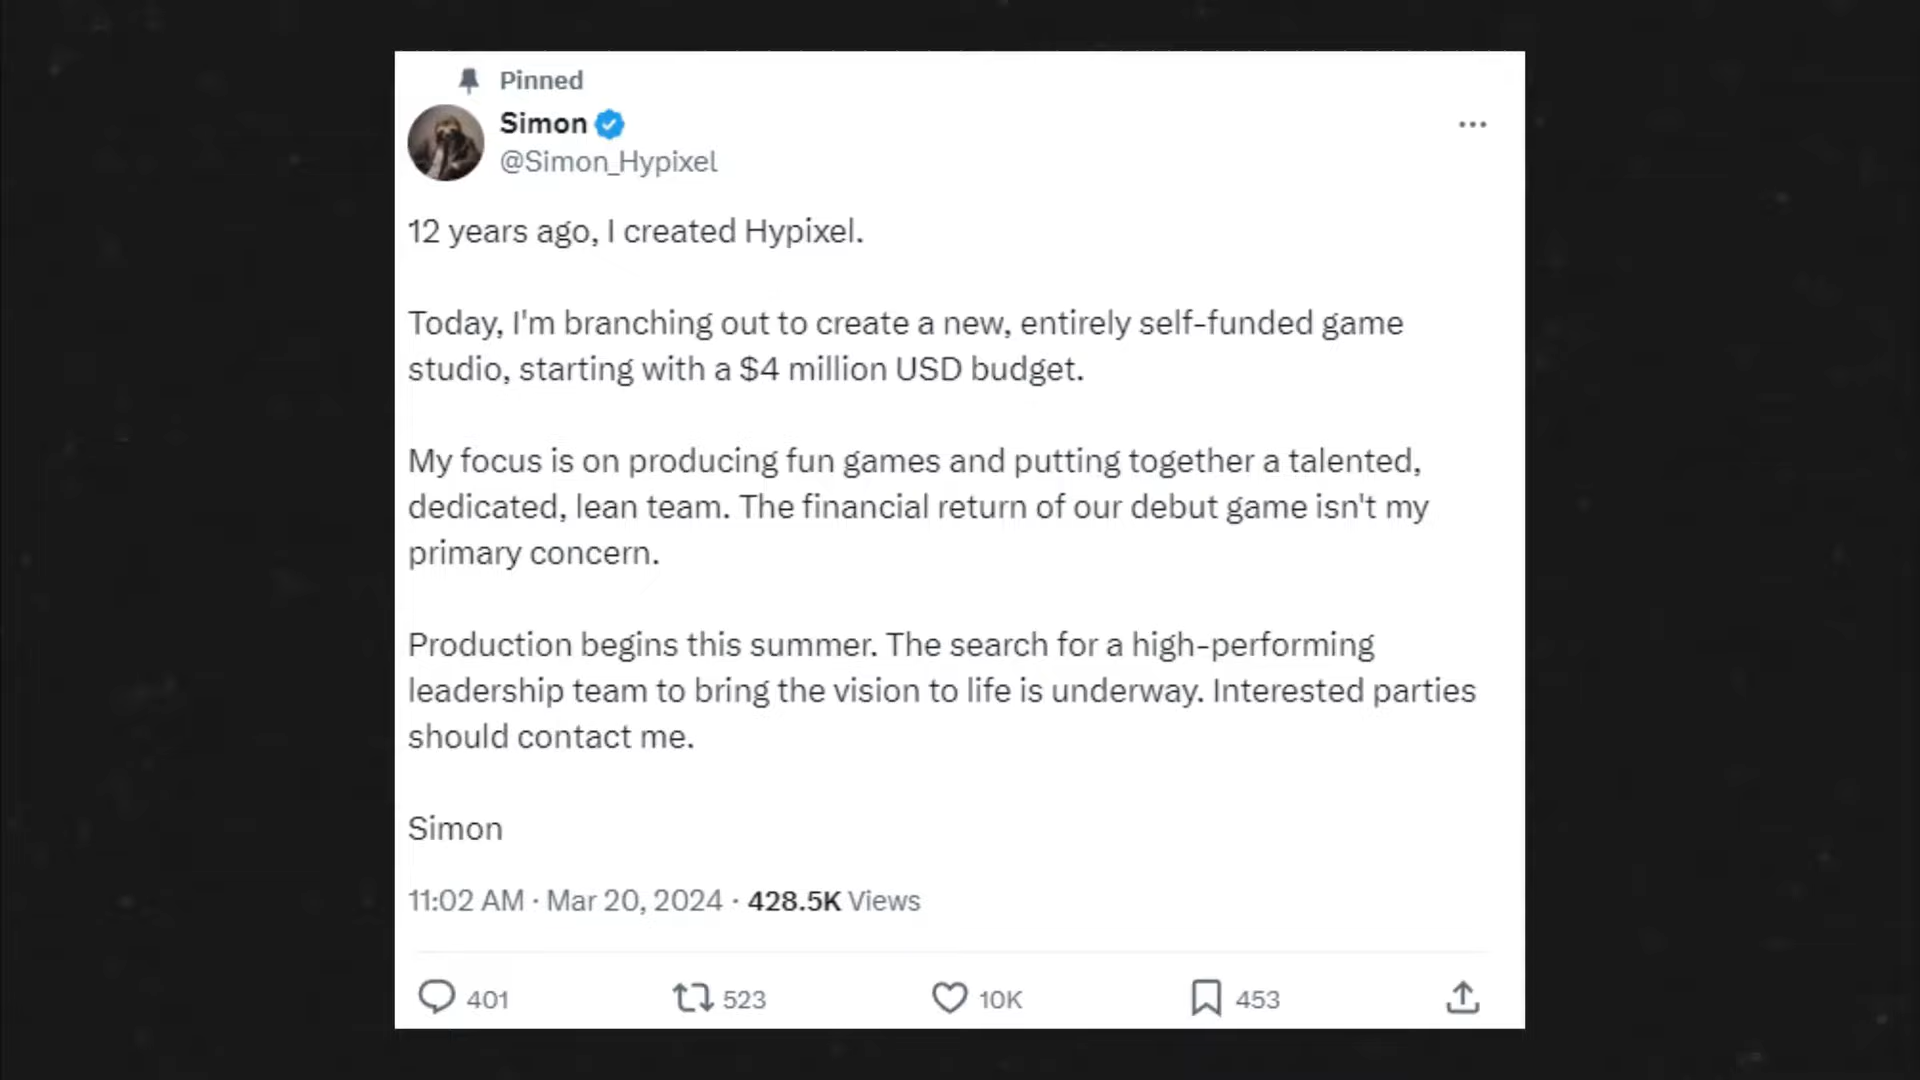 Pinned
Simon
@Simon_Hypixel
12 years ago, I created Hypixel.
Today, I'm branching out to create a new, entirely self-funded game
studio, starting with a $4 million USD budget.
My focus is on producing fun games and putting together a talented,
dedicated, lean team. The financial return of our debut game isn't my
primary concern.
Production begins this summer. The search for a high-performing
leadership team to bring the vision to life is underway. Interested parties
should contact me.
Simon
11:02 AM · Mar 20, 2024 · 428.5K Views
401 523 10K 453